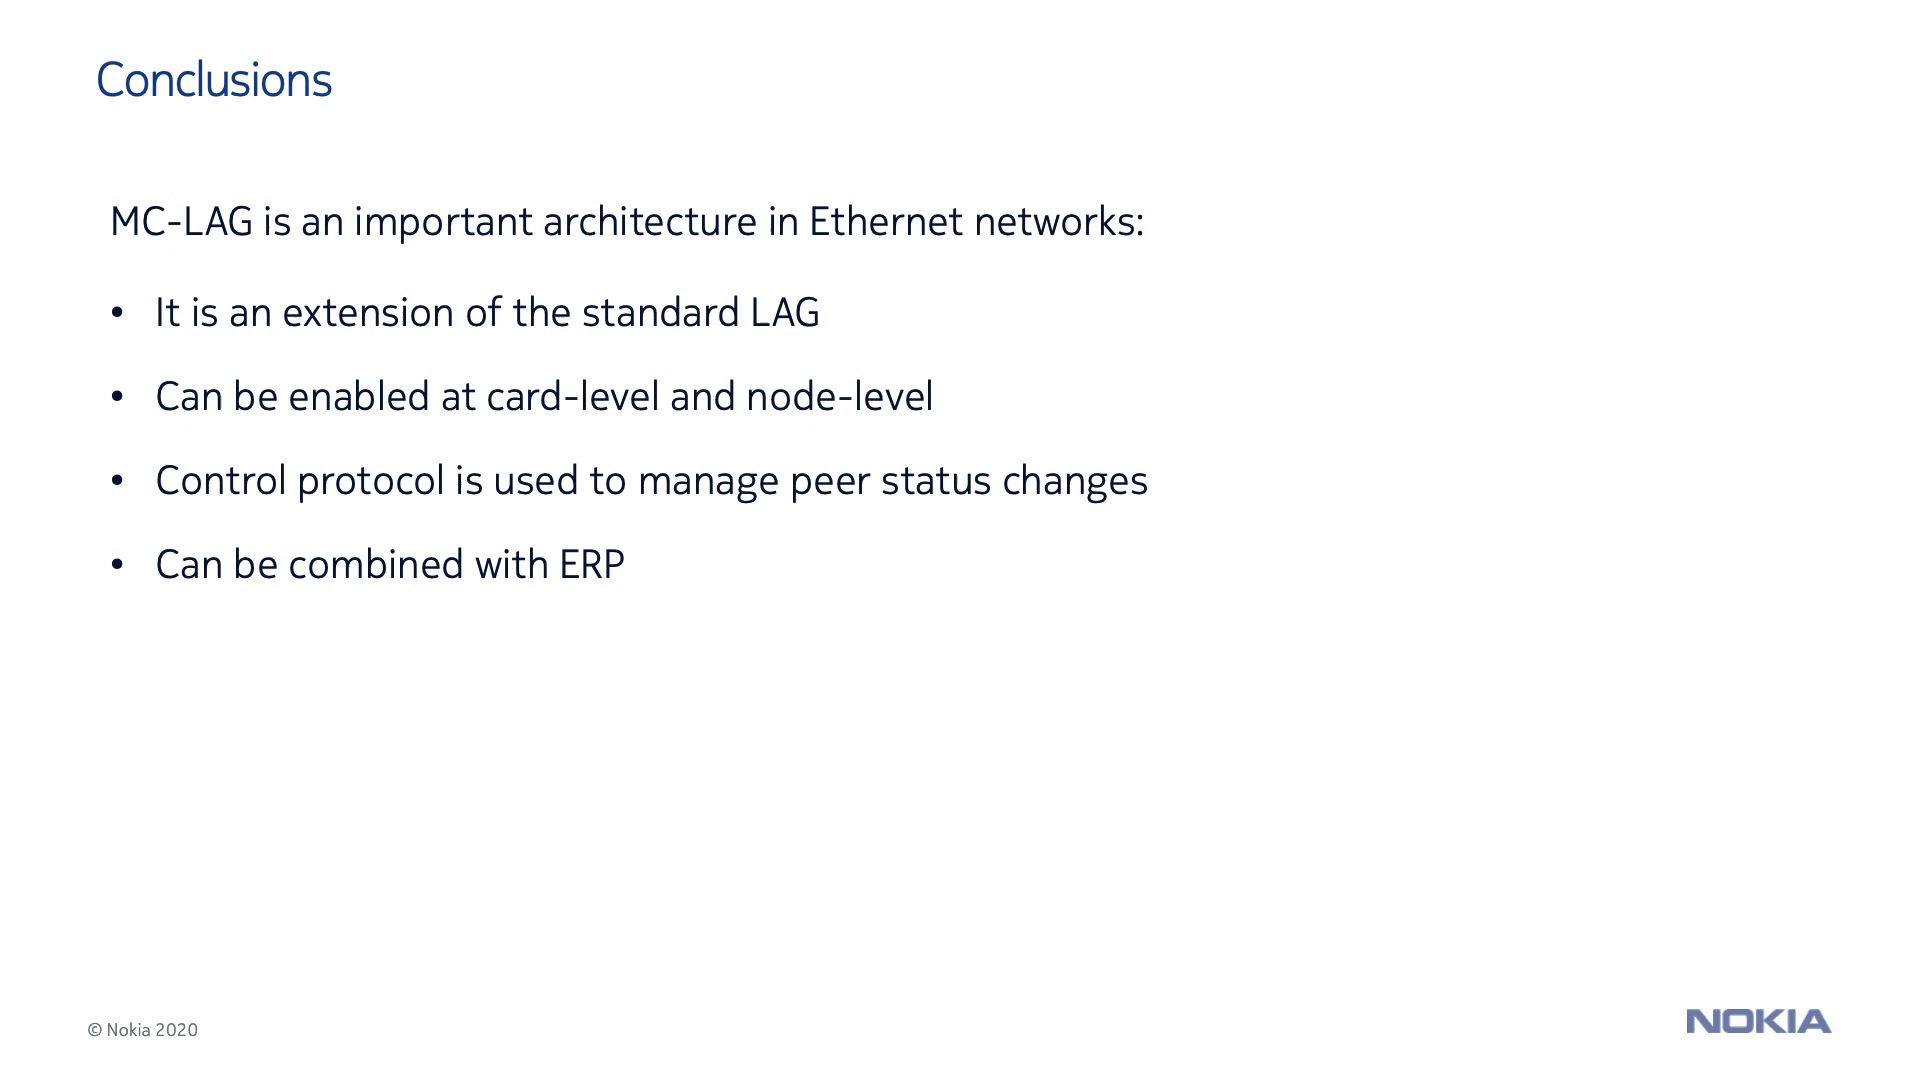 Conclusions
MC-LAG is an important architecture in Ethernet networks:
• It is an extension of the standard LAG
• Can be enabled at card-level and node-level
• Control protocol is used to manage peer status changes
• Can be combined with ERP
© Nokia 2020
NOKIA